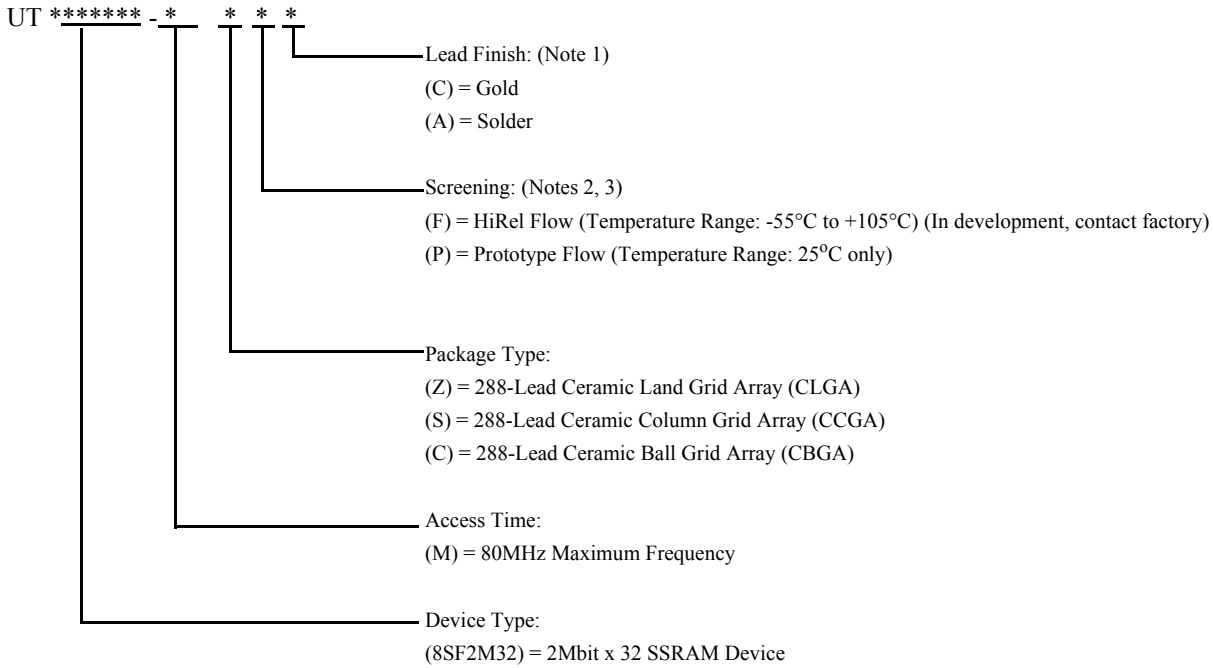 UT ******** - * * * *
Lead Finish: (Note 1)
(C) = Gold
(A) = Solder
Screening: (Notes 2, 3)
(F) = HiRel Flow (Temperature Range: -55°C to +105°C) (In development, contact factory)
(P) = Prototype Flow (Temperature Range: 25°C only)
Package Type:
(Z) = 288-Lead Ceramic Land Grid Array (CLGA)
(S) = 288-Lead Ceramic Column Grid Array (CCGA)
(C) = 288-Lead Ceramic Ball Grid Array (CBGA)
Access Time:
(M) = 80MHz Maximum Frequency
Device Type:
(8SF2M32) = 2Mbit x 32 SSRAM Device